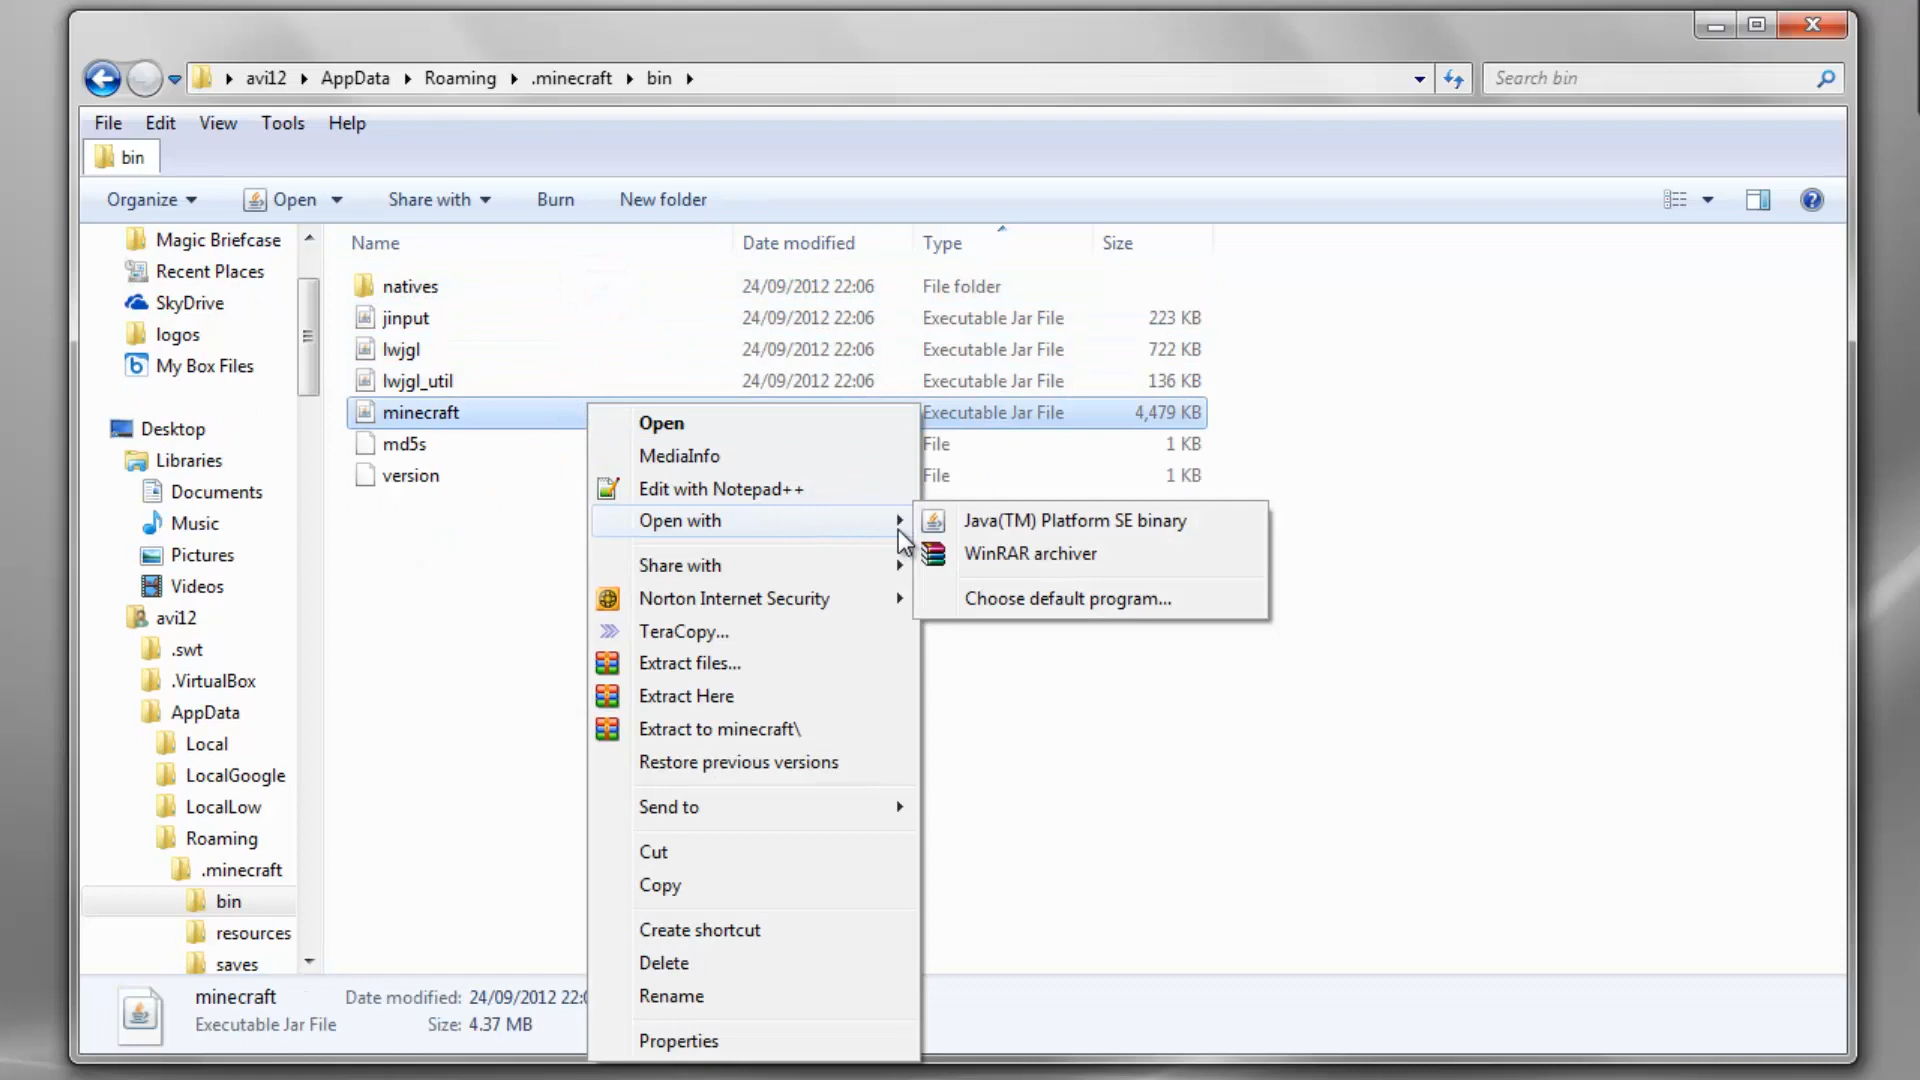 avi12 AppData Roaming .minecraft bin
Search bin
File Edit View Tools Help
bin
Organize Open Share with Burn New folder
Magic Briefcase
Recent Places
SkyDrive
logos
My Box Files
Desktop
Libraries
Documents
Music
Pictures
Videos
avi12
.swt
.VirtualBox
AppData
Local
LocalGoogle
LocalLow
Roaming
.minecraft
bin
resources
saves
Name Date modified Type Size
natives 24/09/2012 22:06 File folder
jinput 24/09/2012 22:06 Executable Jar File 223 KB
lwjgl 24/09/2012 22:06 Executable Jar File 722 KB
lwjgl_util 24/09/2012 22:06 Executable Jar File 136 KB
minecraft Executable Jar File 4,479 KB
md5s File 1 KB
version File 1 KB
Open
MediaInfo
Edit with Notepad++
Open with
Share with
Norton Internet Security
TeraCopy...
Extract files...
Extract Here
Extract to minecraft\
Restore previous versions
Send to
Cut
Copy
Create shortcut
Delete
Rename
Properties
Java(TM) Platform SE binary
WinRAR archiver
Choose default program...
minecraft Date modified: 24/09/2012 22:
Executable Jar File Size: 4.37 MB